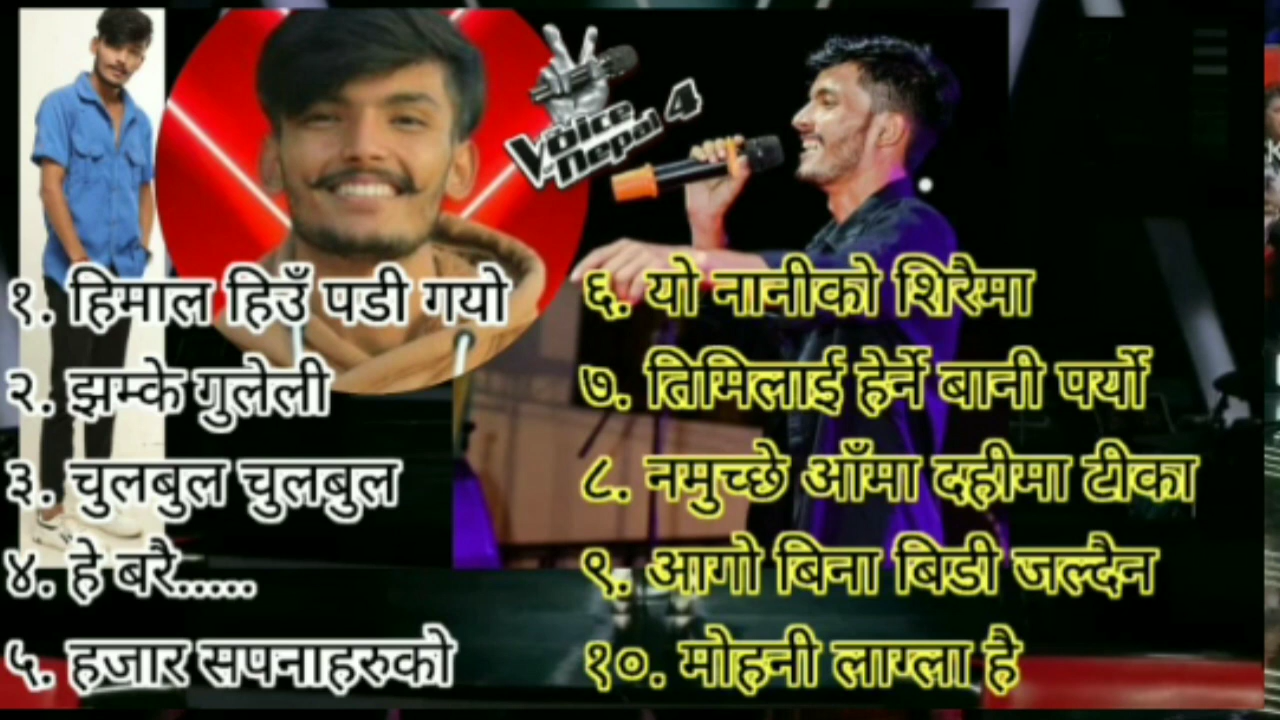 Voice
Nepal 4
१. हिमाल हिउँ पडी गयो
२. झम्के गुलेली
३. चुलबुल चुलबुल
४. हे बरै.....
५. हजार सपनाहरुको
६. यो नानीको शिरैमा
७. तिमिलाई हेर्ने बानी पर्यो
८. नमुच्छे आँमा दहीमा टीका
९. आगो बिना बिडी जल्दैन
१०. मोहनी लाग्ला है